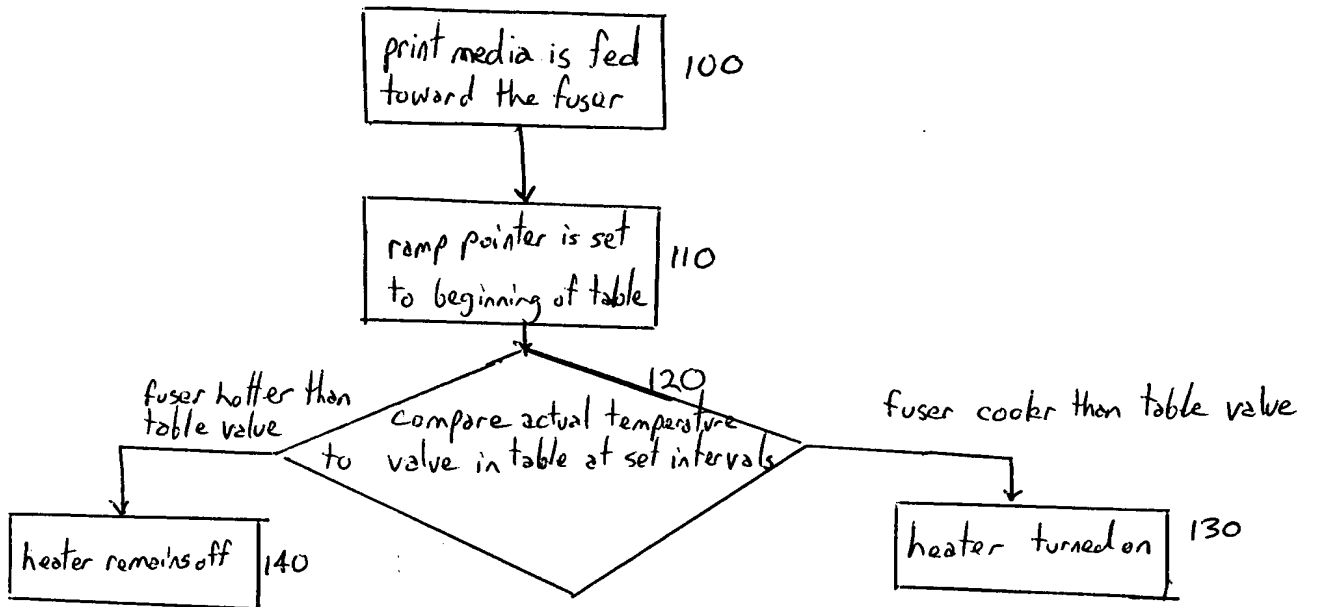 print media is fed
toward the fuser
100
ramp pointer is set
to beginning of table
110
120
fuser hotter than
table value
compare actual temperature
to value in table at set intervals
fuser cooler than table value
heater remains off
140
heater turned on
130